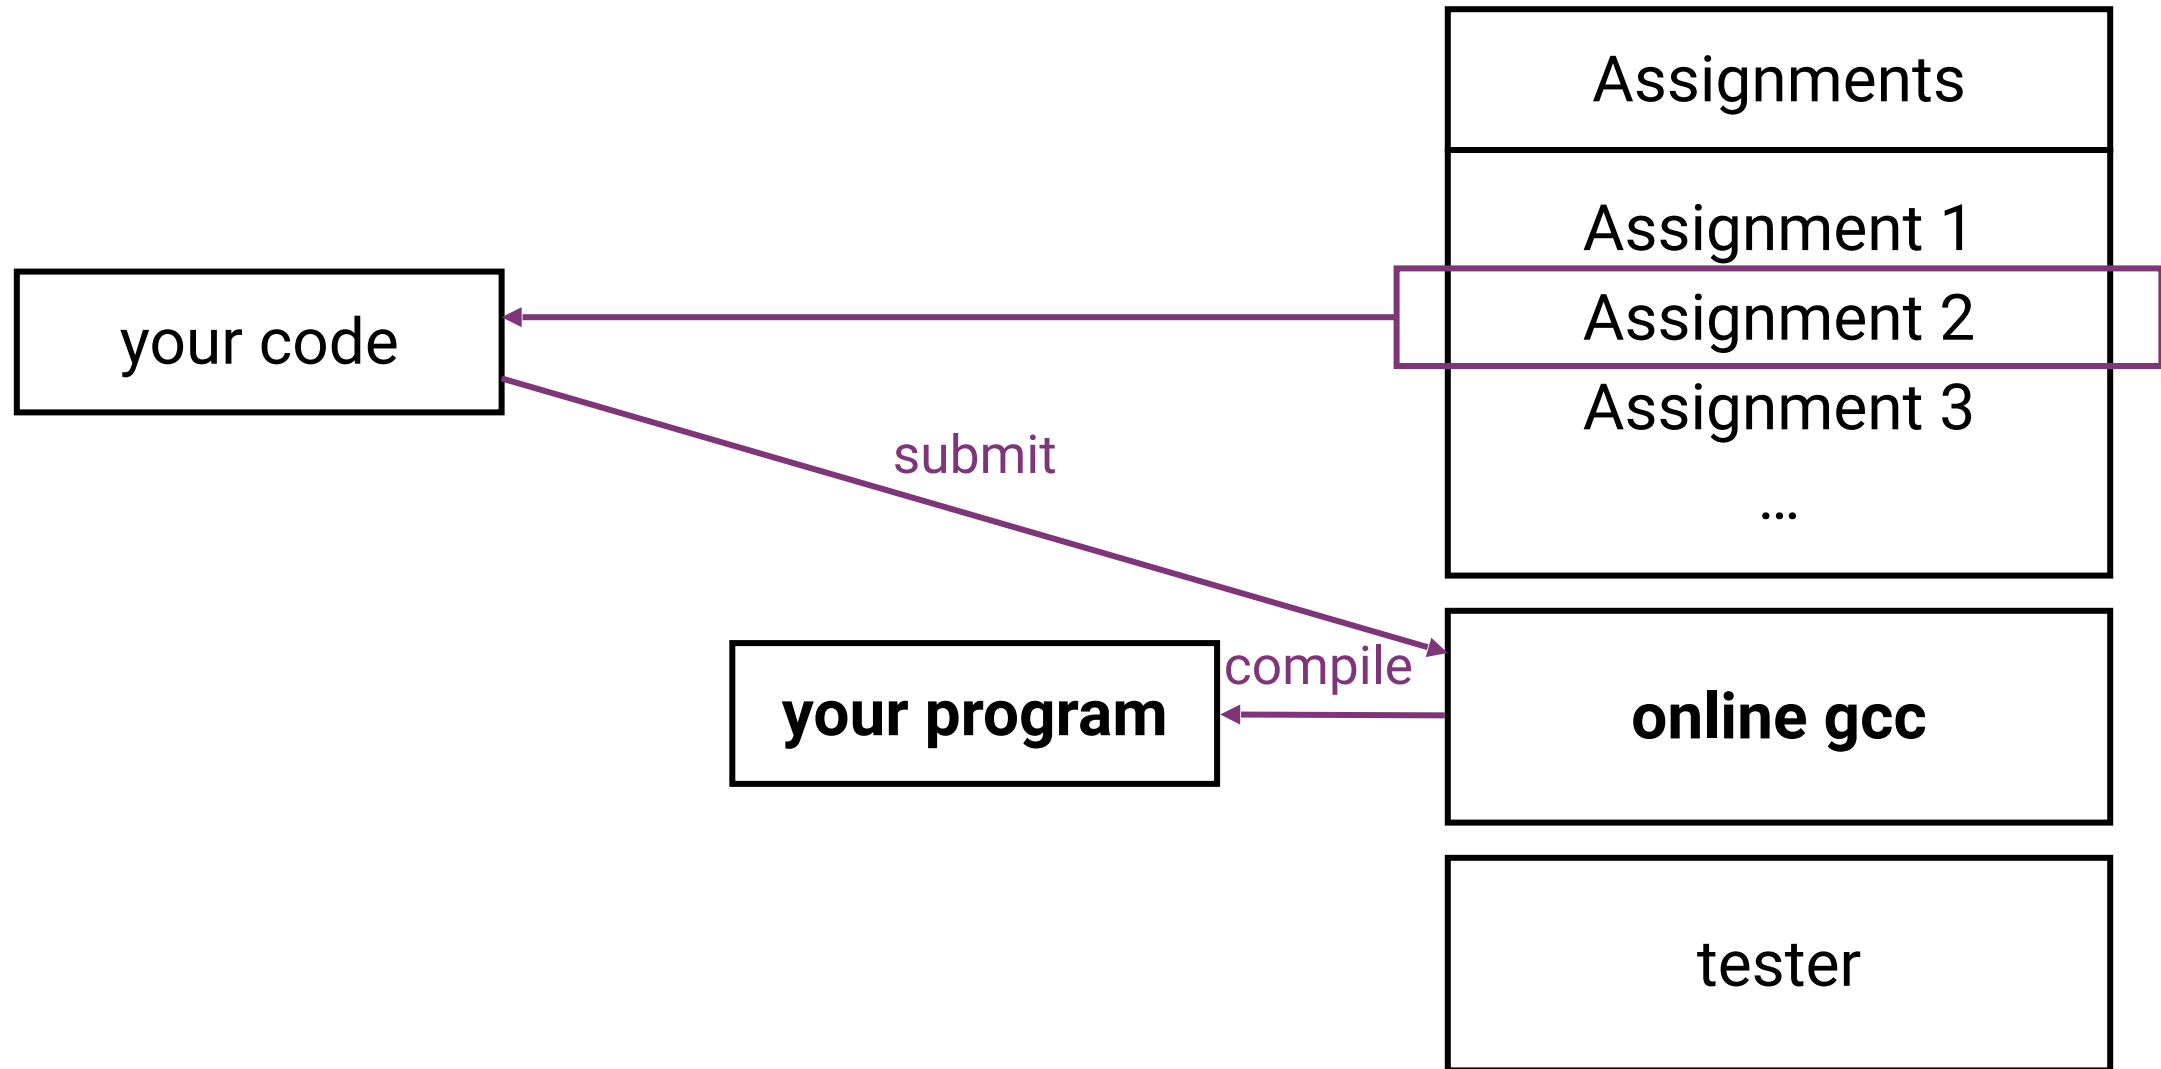 Assignments
Assignment 1
Assignment 2
Assignment 3
...
your code
submit
compile
your program
online gcc
tester